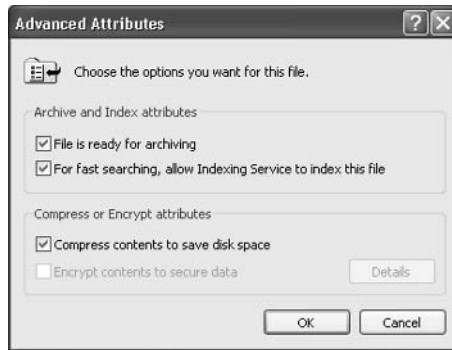 Advanced Attributes
Choose the options you want for this file.
Archive and Index attributes
File is ready for archiving
For fast searching, allow Indexing Service to index this file
Compress or Encrypt attributes
Compress contents to save disk space
Encrypt contents to secure data
Details
OK
Cancel